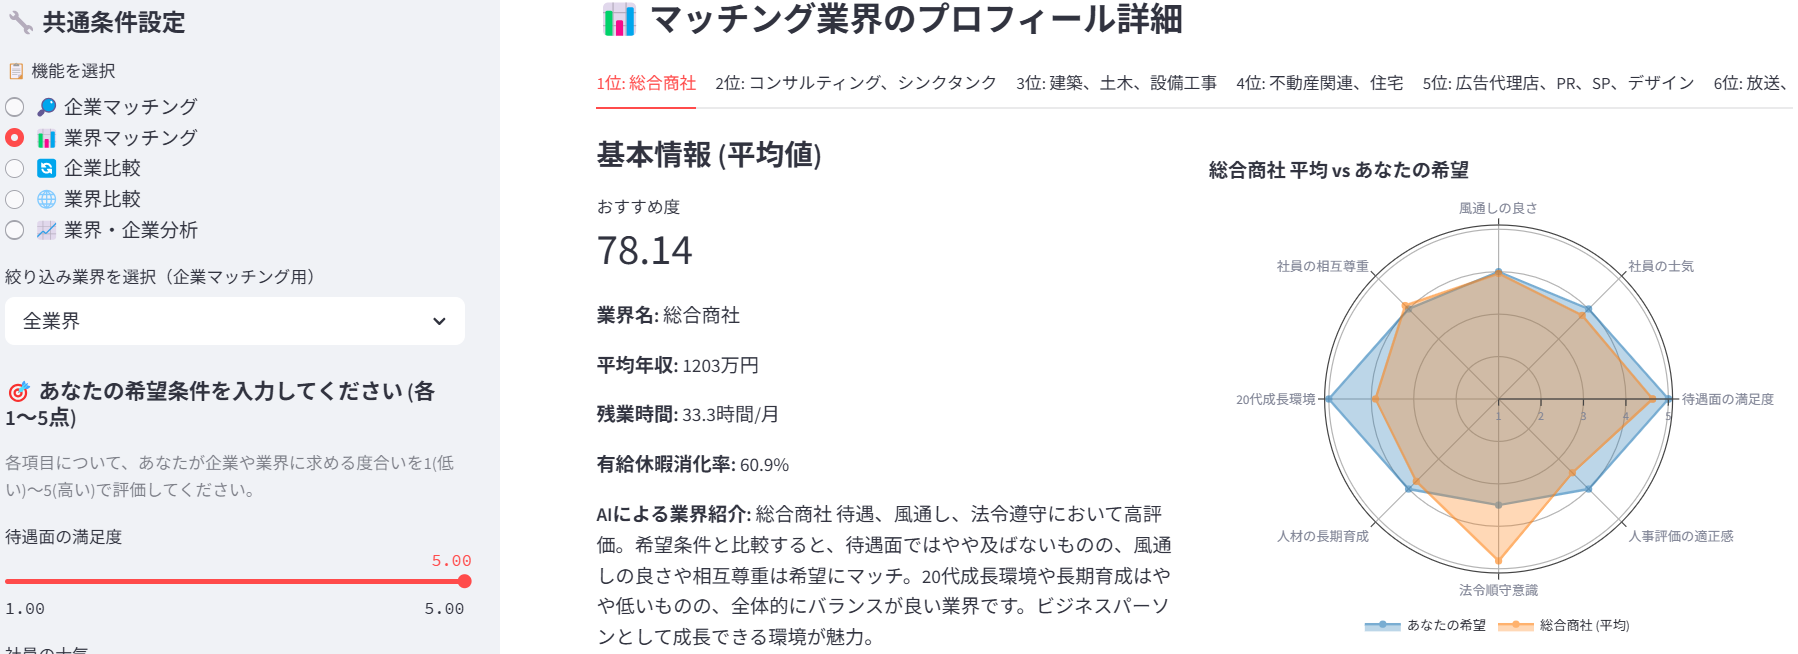 共通条件設定
機能を選択
企業マッチング
業界マッチング
企業比較
業界比較
業界・企業分析
絞り込み業界を選択（企業マッチング用）
全業界
あなたの希望条件を入力してください (各
1〜5点)
各項目について、あなたが企業や業界に求める度合いを1(低
い)〜5(高い)で評価してください。
待遇面の満足度
5.00
1.00 5.00
社員の士気
マッチング業界のプロフィール詳細
1位: 総合商社 2位: コンサルティング、シンクタンク 3位: 建築、土木、設備工事 4位: 不動産関連、住宅 5位: 広告代理店、PR、SP、デザイン 6位: 放送、
基本情報 (平均値)
おすすめ度
78.14
業界名: 総合商社
平均年収: 1203万円
残業時間: 33.3時間/月
有給休暇消化率: 60.9%
AIによる業界紹介: 総合商社 待遇、風通し、法令遵守において高評
価。希望条件と比較すると、待遇面ではやや及ばないものの、風通
しの良さや相互尊重は希望にマッチ。20代成長環境や長期育成はや
や低いものの、全体的にバランスが良い業界です。ビジネスパーソ
ンとして成長できる環境が魅力。
総合商社 平均 vs あなたの希望
風通しの良さ
社員の相互尊重
社員の士気
20代成長環境
待遇面の満足度
1 2 3 4 5
人材の長期育成
人事評価の適正感
法令順守意識
あなたの希望
総合商社 (平均)